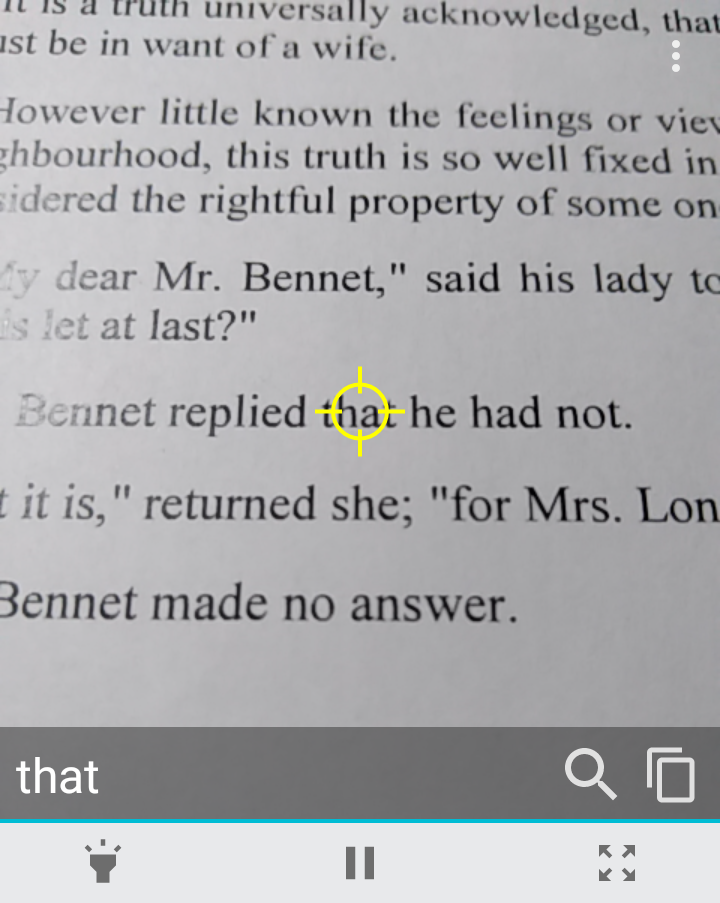 It is a truth universally acknowledged, that
ust be in want of a wife.
However little known the feelings or view
ghbourhood, this truth is so well fixed in
sidered the rightful property of some on
My dear Mr. Bennet," said his lady to
is let at last?"
Bennet replied that he had not.
t it is," returned she; "for Mrs. Lon
Bennet made no answer.
that